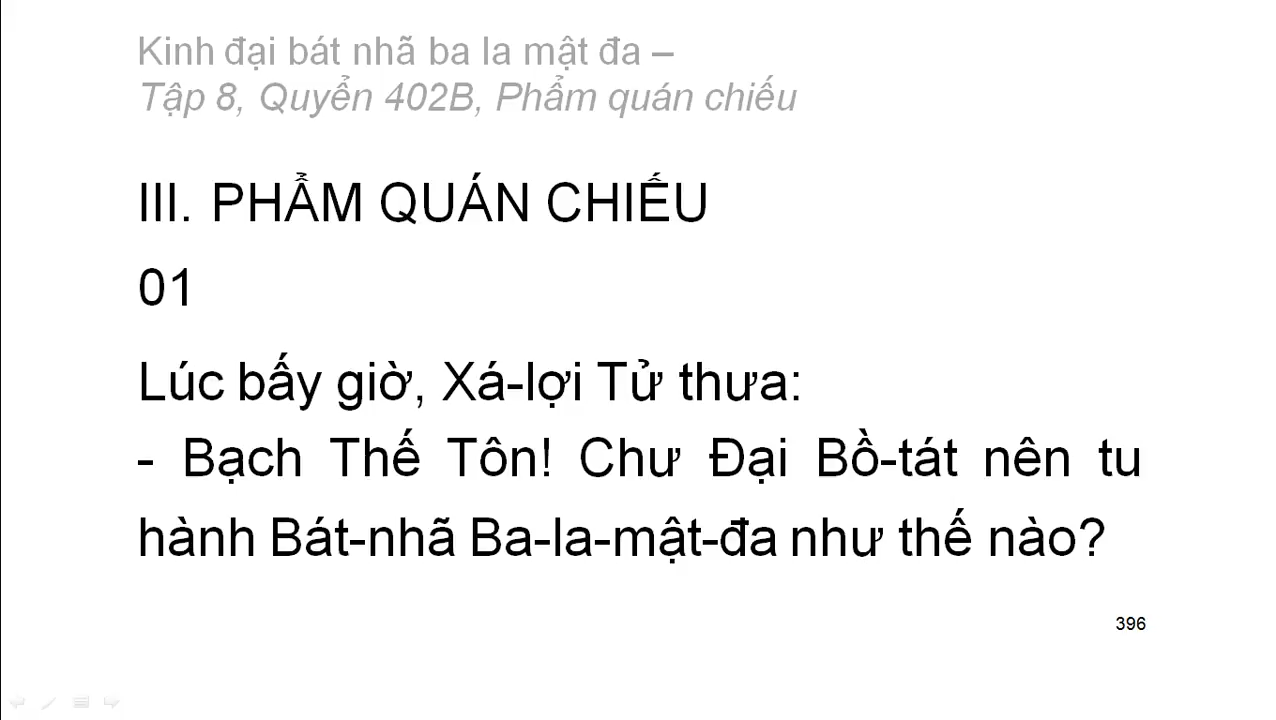 Kinh đại bát nhã ba la mật đa –
Tập 8, Quyển 402B, Phẩm quán chiếu
III. PHẨM QUÁN CHIẾU
01
Lúc bấy giờ, Xá-lợi Tử thưa:
- Bạch Thế Tôn! Chư Đại Bồ-tát nên tu
hành Bát-nhã Ba-la-mật-đa như thế nào?
396